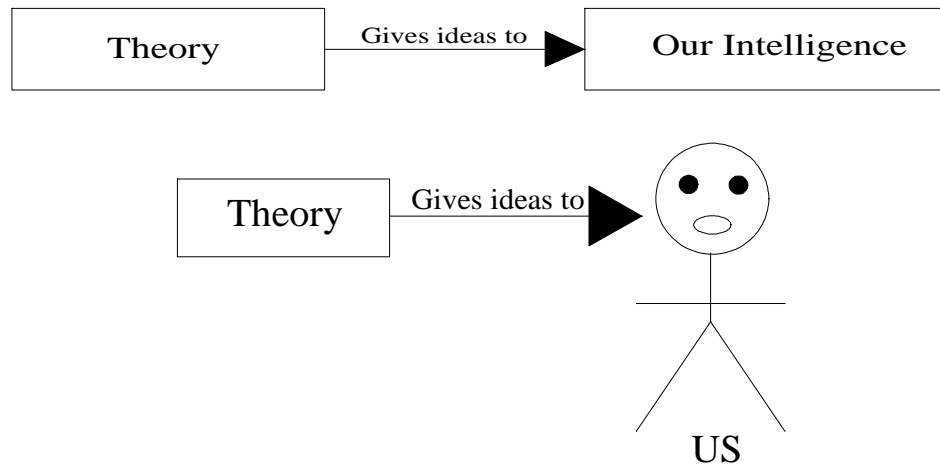 Theory
Gives ideas to
Our Intelligence
Theory
Gives ideas to
US